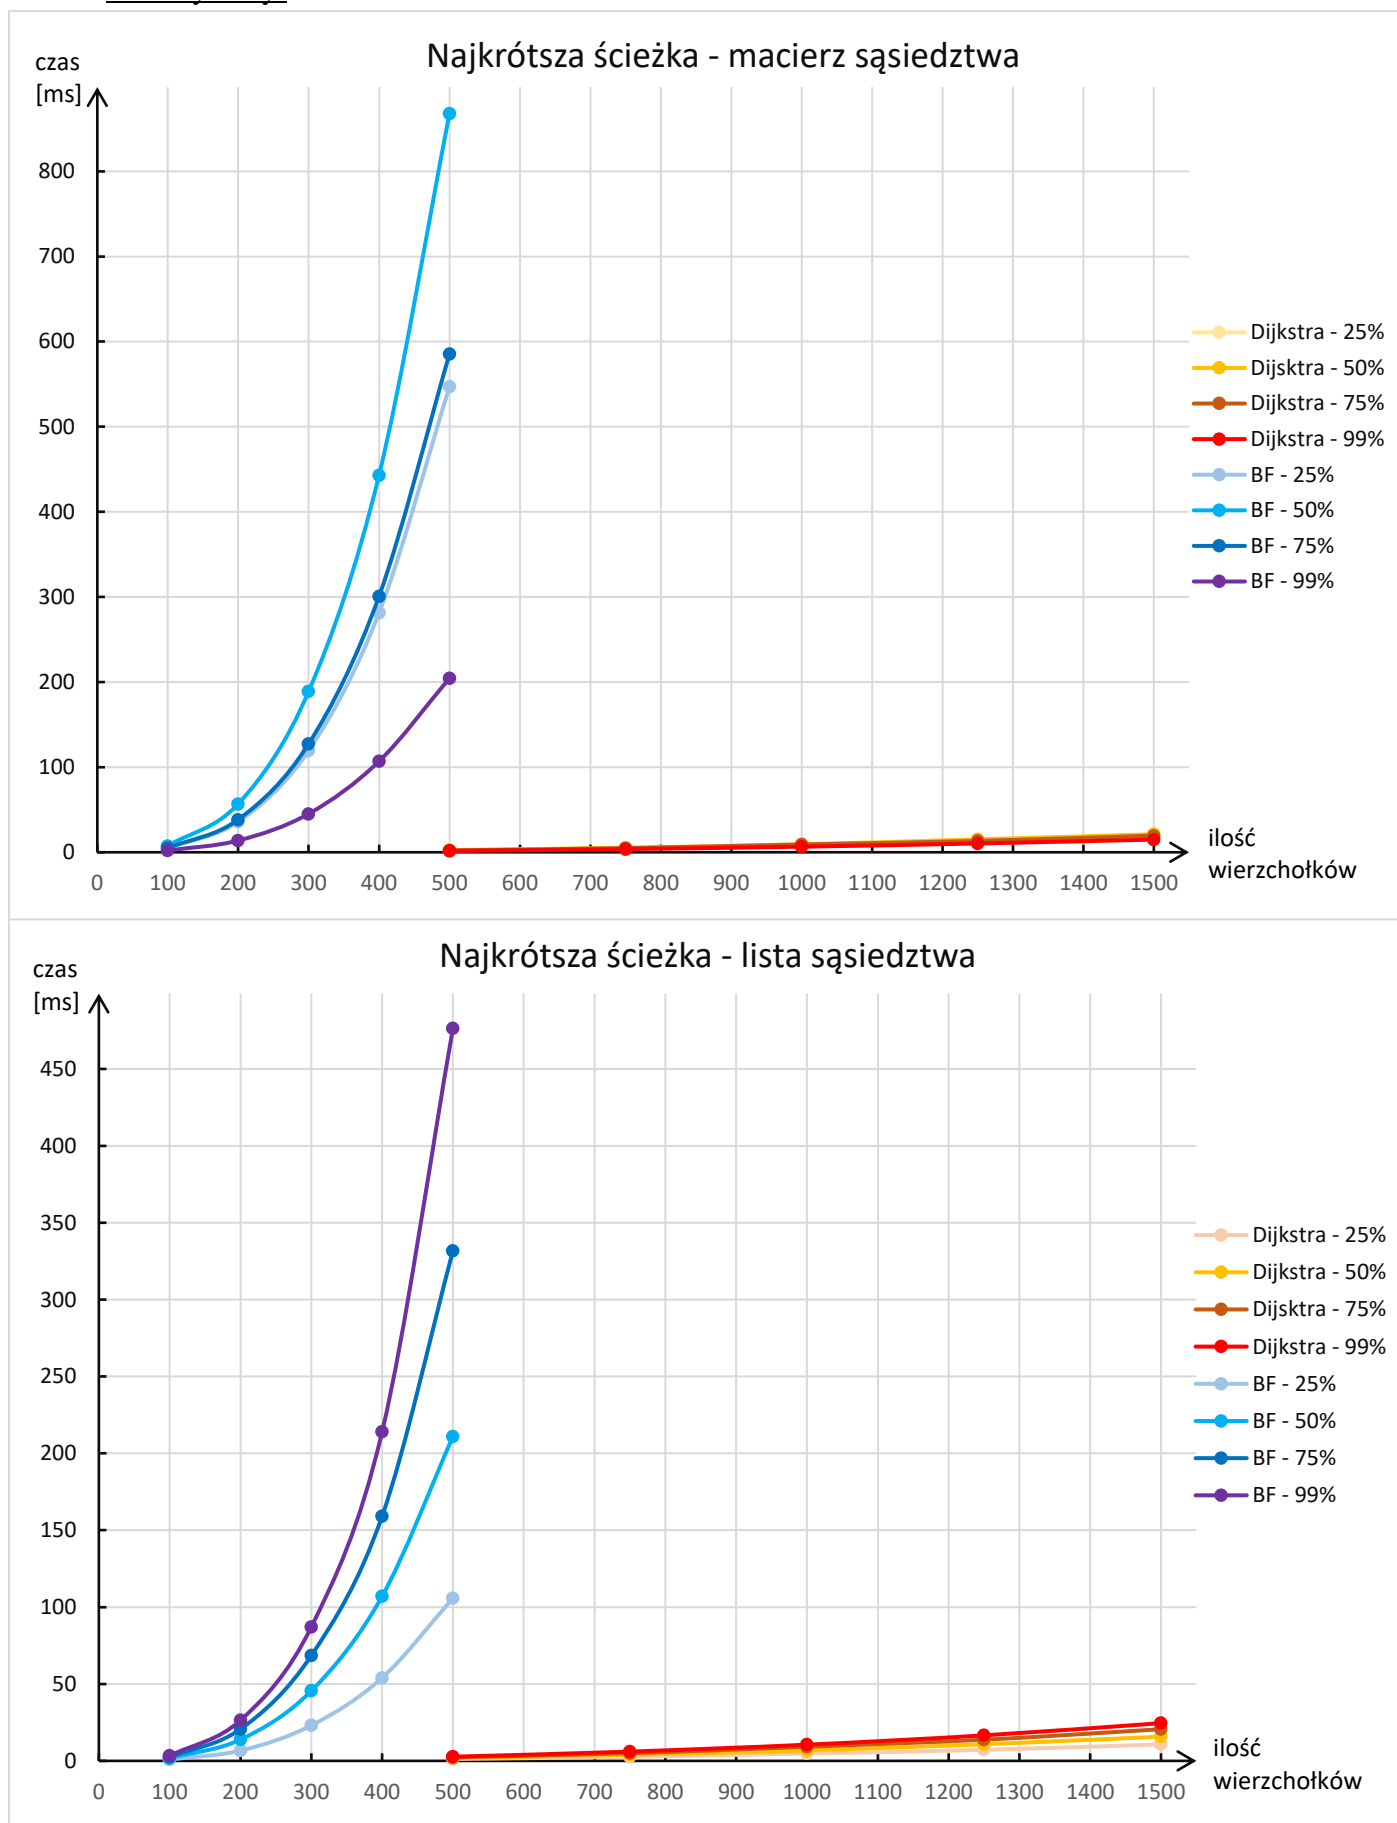 Najkrótsza ścieżka - macierz sąsiedztwa
czas
[ms]
800
700
600
500
400
300
200
100
0
0 100 200 300 400 500 600 700 800 900 1000 1100 1200 1300 1400 1500
ilość
wierzchołków
Dijkstra - 25%
Dijsktra - 50%
Dijkstra - 75%
Dijkstra - 99%
BF - 25%
BF - 50%
BF - 75%
BF - 99%
Najkrótsza ścieżka - lista sąsiedztwa
czas
[ms]
450
400
350
300
250
200
150
100
50
0
0 100 200 300 400 500 600 700 800 900 1000 1100 1200 1300 1400 1500
ilość
wierzchołków
Dijkstra - 25%
Dijkstra - 50%
Dijsktra - 75%
Dijkstra - 99%
BF - 25%
BF - 50%
BF - 75%
BF - 99%